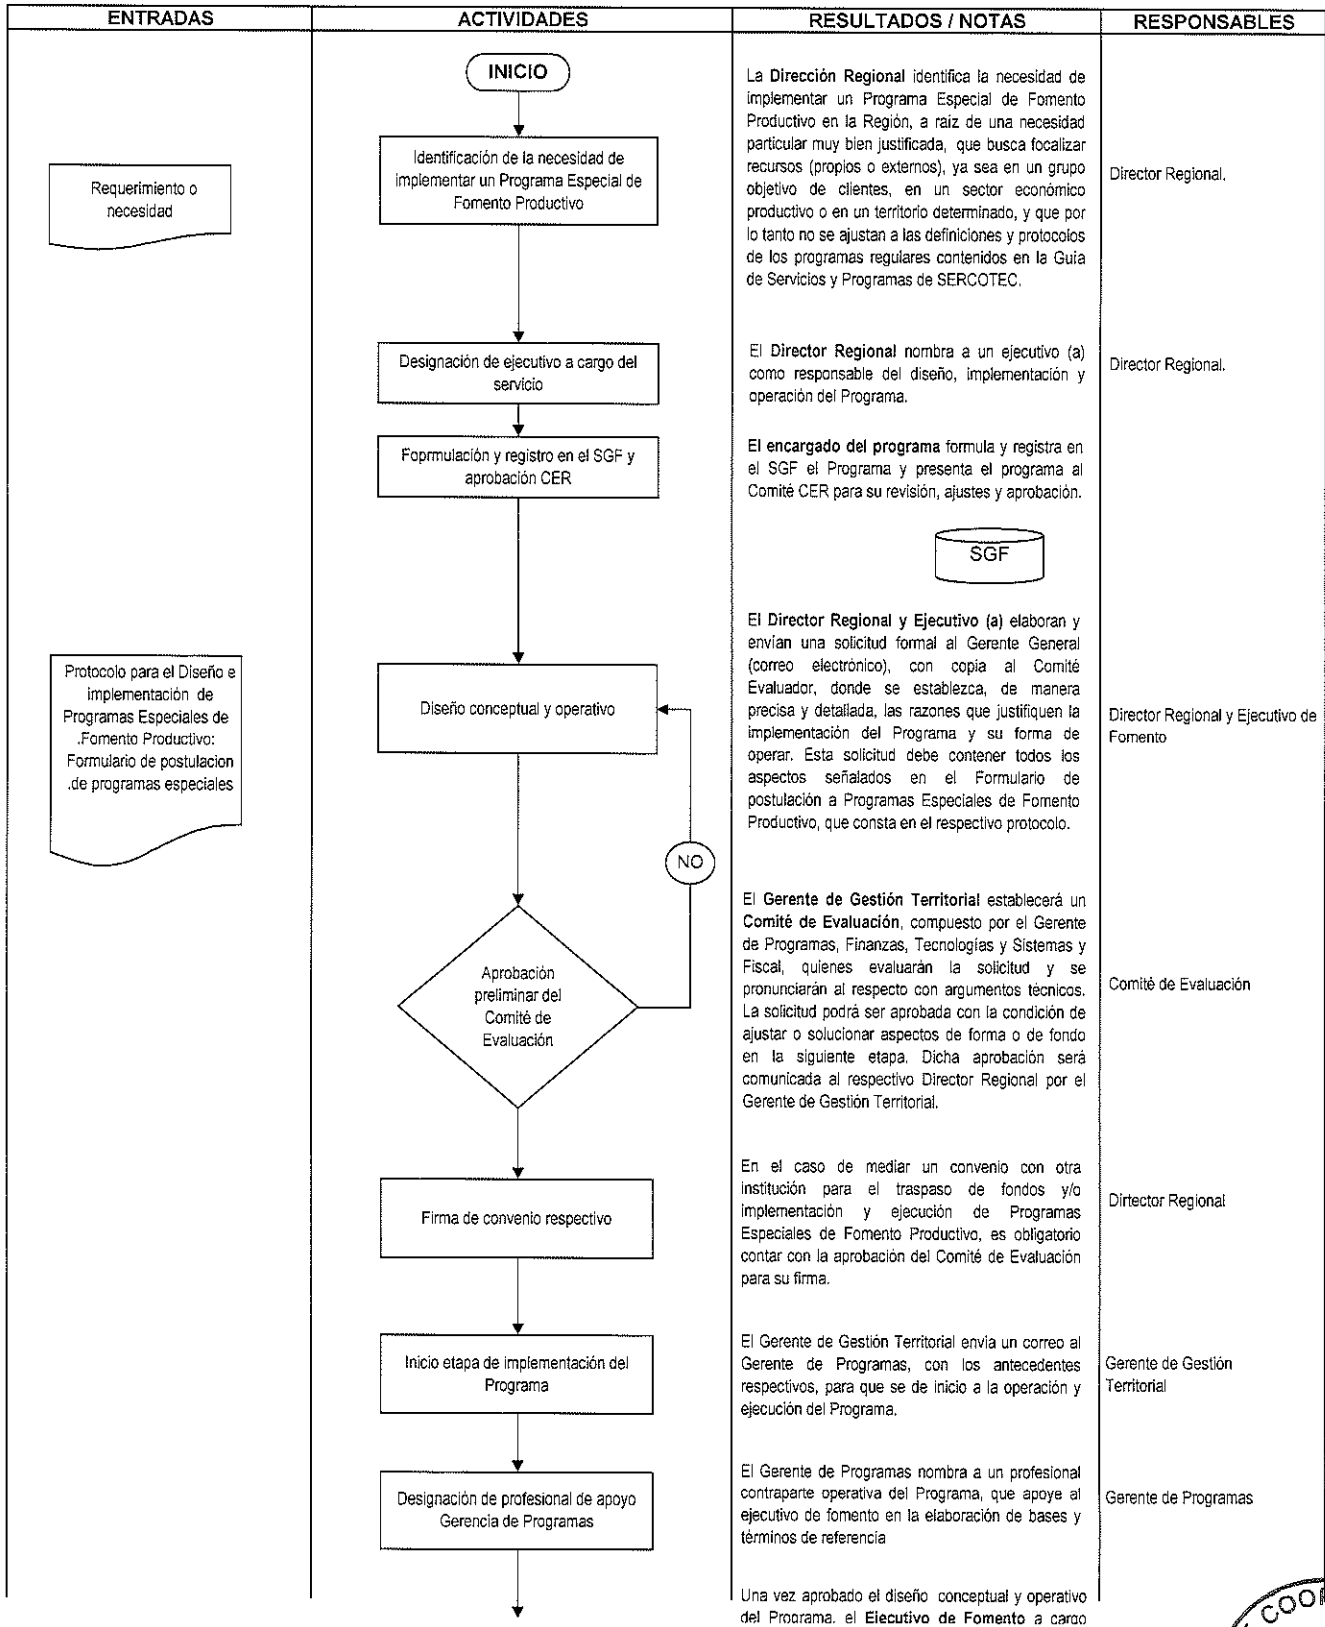 ENTRADAS
ACTIVIDADES
RESULTADOS / NOTAS
RESPONSABLES
INICIO
Requerimiento o
necesidad
Identificación de la necesidad de
implementar un Programa Especial de
Fomento Productivo
La Dirección Regional identifica la necesidad de
implementar un Programa Especial de Fomento
Productivo en la Región, a raíz de una necesidad
particular muy bien justificada, que busca focalizar
recursos (propios o externos), ya sea en un grupo
objetivo de clientes, en un sector económico
productivo o en un territorio determinado, y que por
lo tanto no se ajustan a las definiciones y protocolos
de los programas regulares contenidos en la Guía
de Servicios y Programas de SERCOTEC.
Director Regional.
Designación de ejecutivo a cargo del
servicio
El Director Regional nombra a un ejecutivo (a)
como responsable del diseño, implementación y
operación del Programa.
Director Regional.
Foprmulación y registro en el SGF y
aprobación CER
El encargado del programa formula y registra en
el SGF el Programa y presenta el programa al
Comité CER para su revisión, ajustes y aprobación.
SGF
Protocolo para el Diseño e
implementación de
Programas Especiales de
.Fomento Productivo:
Formulario de postulacion
.de programas especiales
Diseño conceptual y operativo
El Director Regional y Ejecutivo (a) elaboran y
envían una solicitud formal al Gerente General
(correo electrónico), con copia al Comité
Evaluador, donde se establezca, de manera
precisa y detallada, las razones que justifiquen la
implementación del Programa y su forma de
operar. Esta solicitud debe contener todos los
aspectos señalados en el Formulario de
postulación a Programas Especiales de Fomento
Productivo, que consta en el respectivo protocolo.
Director Regional y Ejecutivo de
Fomento
NO
Aprobación
preliminar del
Comité de
Evaluación
El Gerente de Gestión Territorial establecerá un
Comité de Evaluación, compuesto por el Gerente
de Programas, Finanzas, Tecnologías y Sistemas y
Fiscal, quienes evaluarán la solicitud y se
pronunciarán al respecto con argumentos técnicos.
La solicitud podrá ser aprobada con la condición de
ajustar o solucionar aspectos de forma o de fondo
en la siguiente etapa. Dicha aprobación será
comunicada al respectivo Director Regional por el
Gerente de Gestión Territorial.
Comité de Evaluación
Firma de convenio respectivo
En el caso de mediar un convenio con otra
institución para el traspaso de fondos y/o
implementación y ejecución de Programas
Especiales de Fomento Productivo, es obligatorio
contar con la aprobación del Comité de Evaluación
para su firma.
Dirtector Regional
Inicio etapa de implementación del
Programa
El Gerente de Gestión Territorial envia un correo al
Gerente de Programas, con los antecedentes
respectivos, para que se de inicio a la operación y
ejecución del Programa.
Gerente de Gestión
Territorial
Designación de profesional de apoyo
Gerencia de Programas
El Gerente de Programas nombra a un profesional
contraparte operativa del Programa, que apoye al
ejecutivo de fomento en la elaboración de bases y
términos de referencia
Gerente de Programas
Una vez aprobado el diseño conceptual y operativo
del Programa, el Ejecutivo de Fomento a cargo